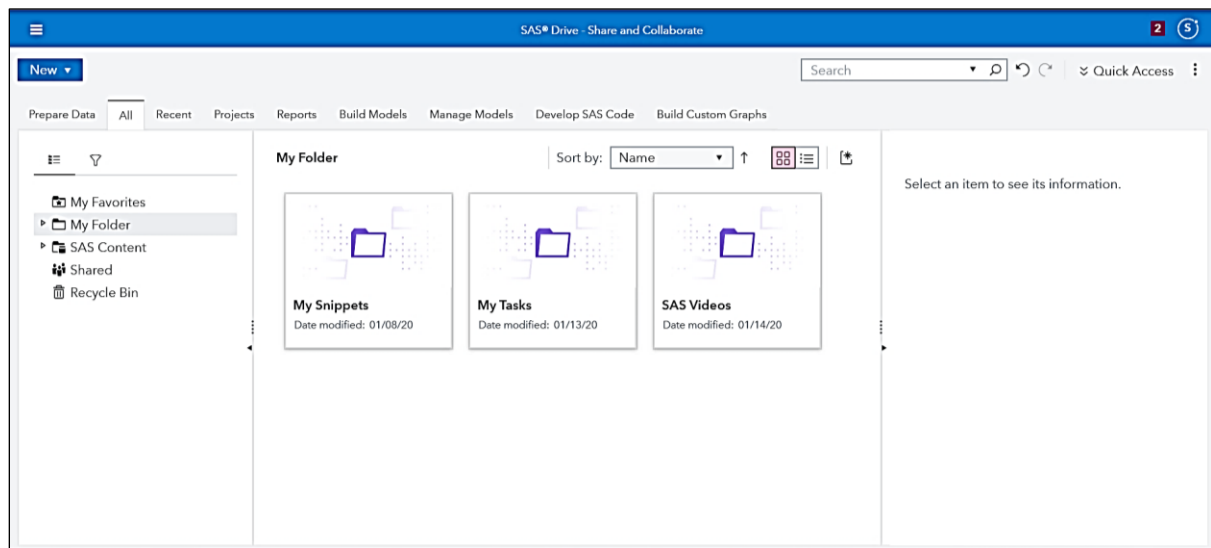 SAS® Drive - Share and Collaborate
2
S
New
Search
Quick Access
Prepare Data All Recent Projects Reports Build Models Manage Models Develop SAS Code Build Custom Graphs
My Favorites
My Folder
SAS Content
Shared
Recycle Bin
My Folder
Sort by: Name
My Snippets
Date modified: 01/08/20
My Tasks
Date modified: 01/13/20
SAS Videos
Date modified: 01/14/20
Select an item to see its information.